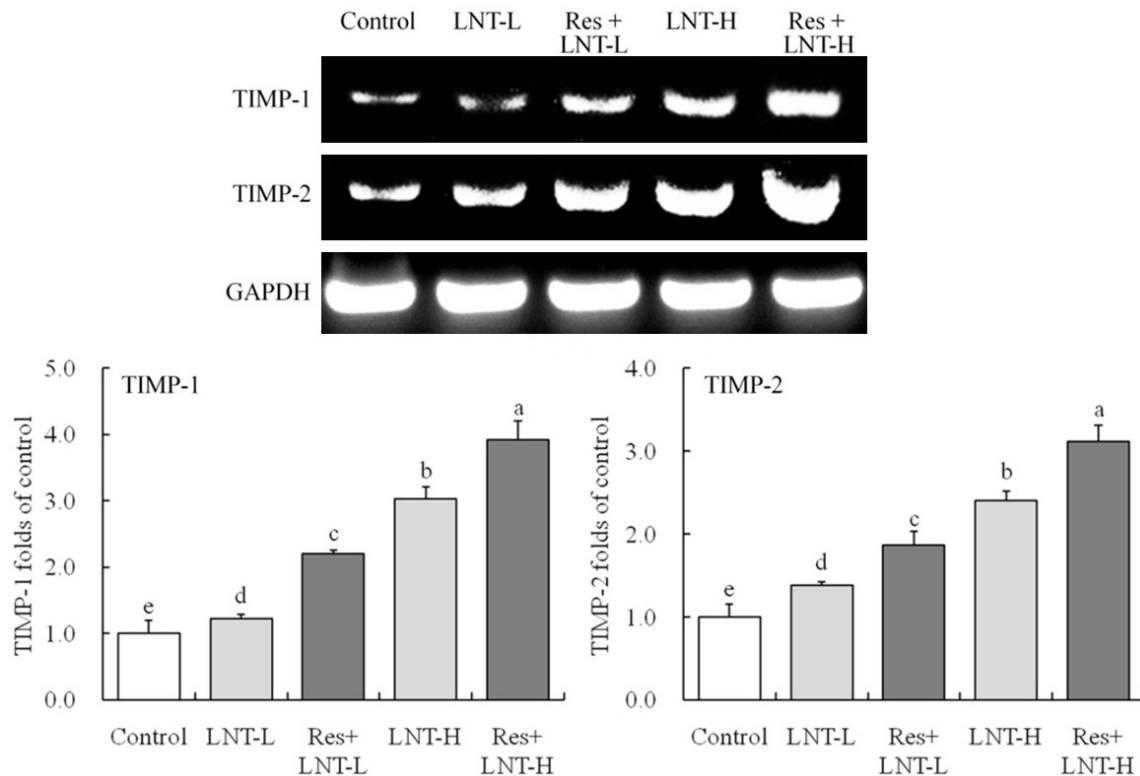 Control LNT-L Res + LNT-L LNT-H Res + LNT-H
TIMP-1
TIMP-2
GAPDH
TIMP-1
TIMP-1 folds of control
5.0
4.0
3.0
2.0
1.0
0.0
e d c b a
Control LNT-L Res+ LNT-L LNT-H Res+ LNT-H
TIMP-2
TIMP-2 folds of control
4.0
3.0
2.0
1.0
0.0
e d c b a
Control LNT-L Res+ LNT-L LNT-H Res+ LNT-H